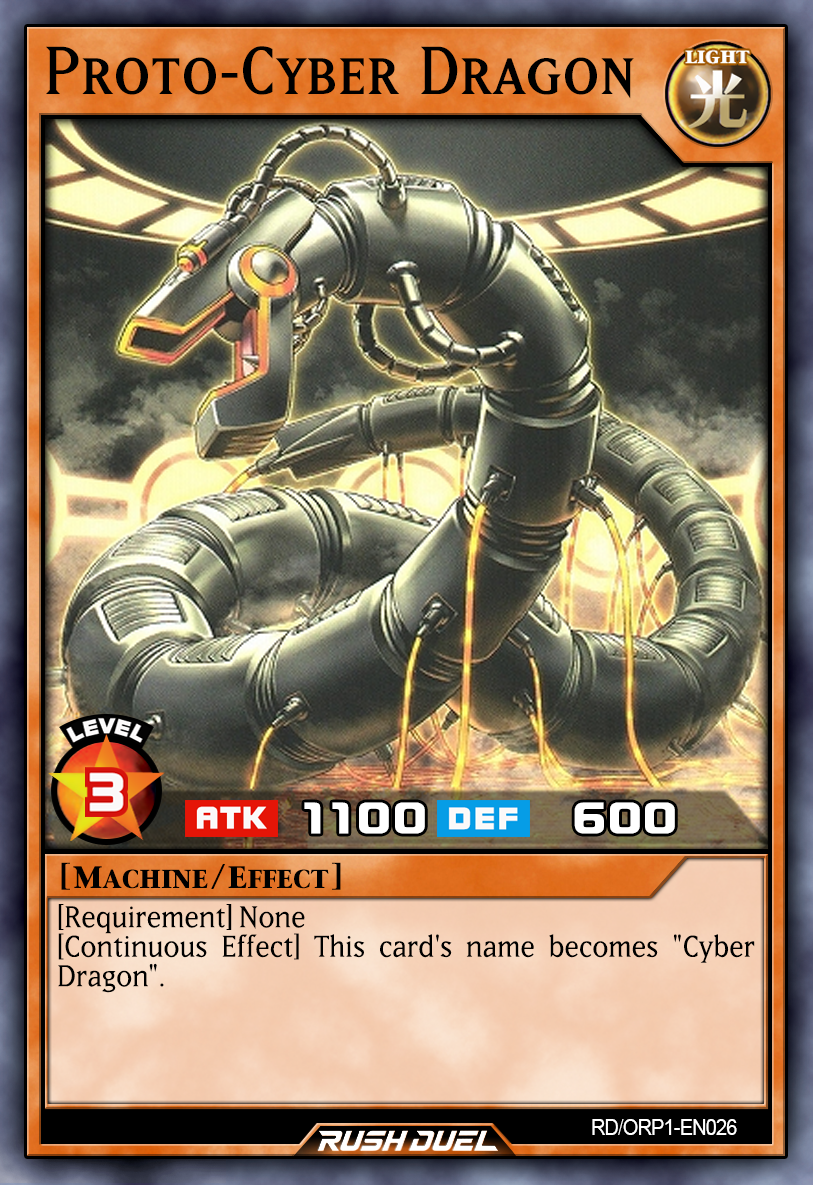 Proto-Cyber Dragon
LIGHT
光
LEVEL
3
ATK 1100 DEF 600
[Machine/Effect]
[Requirement] None
[Continuous Effect] This card's name becomes "Cyber
Dragon".
RD/ORP1-EN026
RUSH DUEL